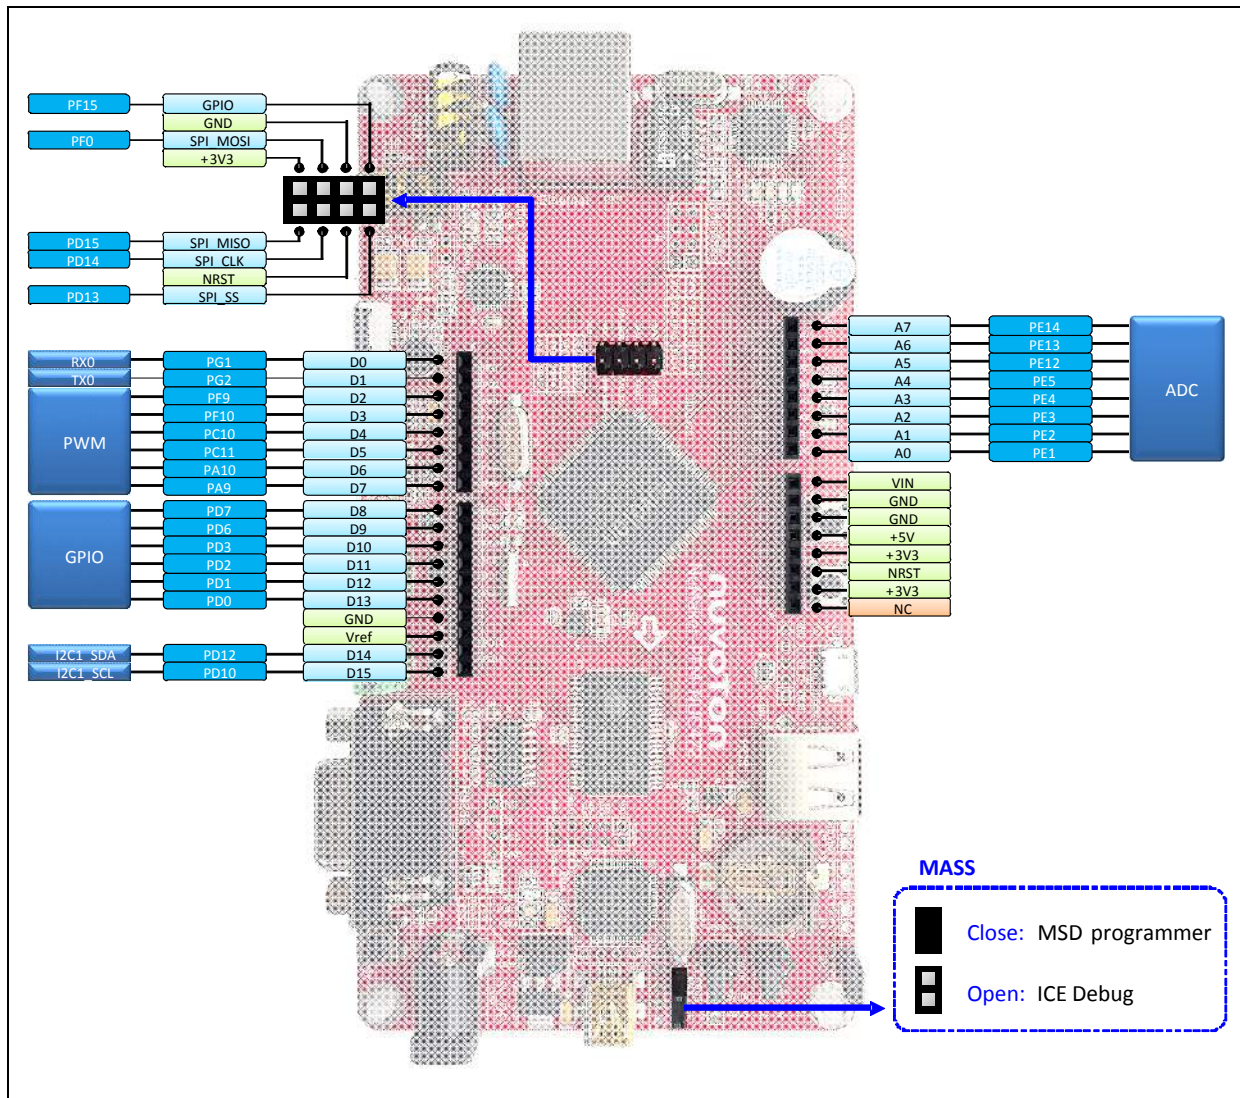 PF15 GPIO
GND
PF0 SPI_MOSI
+3V3
PD15 SPI_MISO
PD14 SPI_CLK
NRST
PD13 SPI_SS
RX0 PG1 D0
TX0 PG2 D1
PWM
PF9 D2
PF10 D3
PC10 D4
PC11 D5
PA10 D6
PA9 D7
GPIO
PD7 D8
PD6 D9
PD3 D10
PD2 D11
PD1 D12
PD0 D13
GND
Vref
I2C1_SDA PD12 D14
I2C1_SCL PD10 D15
A7 PE14
A6 PE13
A5 PE12
A4 PE5
A3 PE4
A2 PE3
A1 PE2
A0 PE1
ADC
VIN
GND
GND
+5V
+3V3
NRST
+3V3
NC
nuvoton
MASS
Close: MSD programmer
Open: ICE Debug